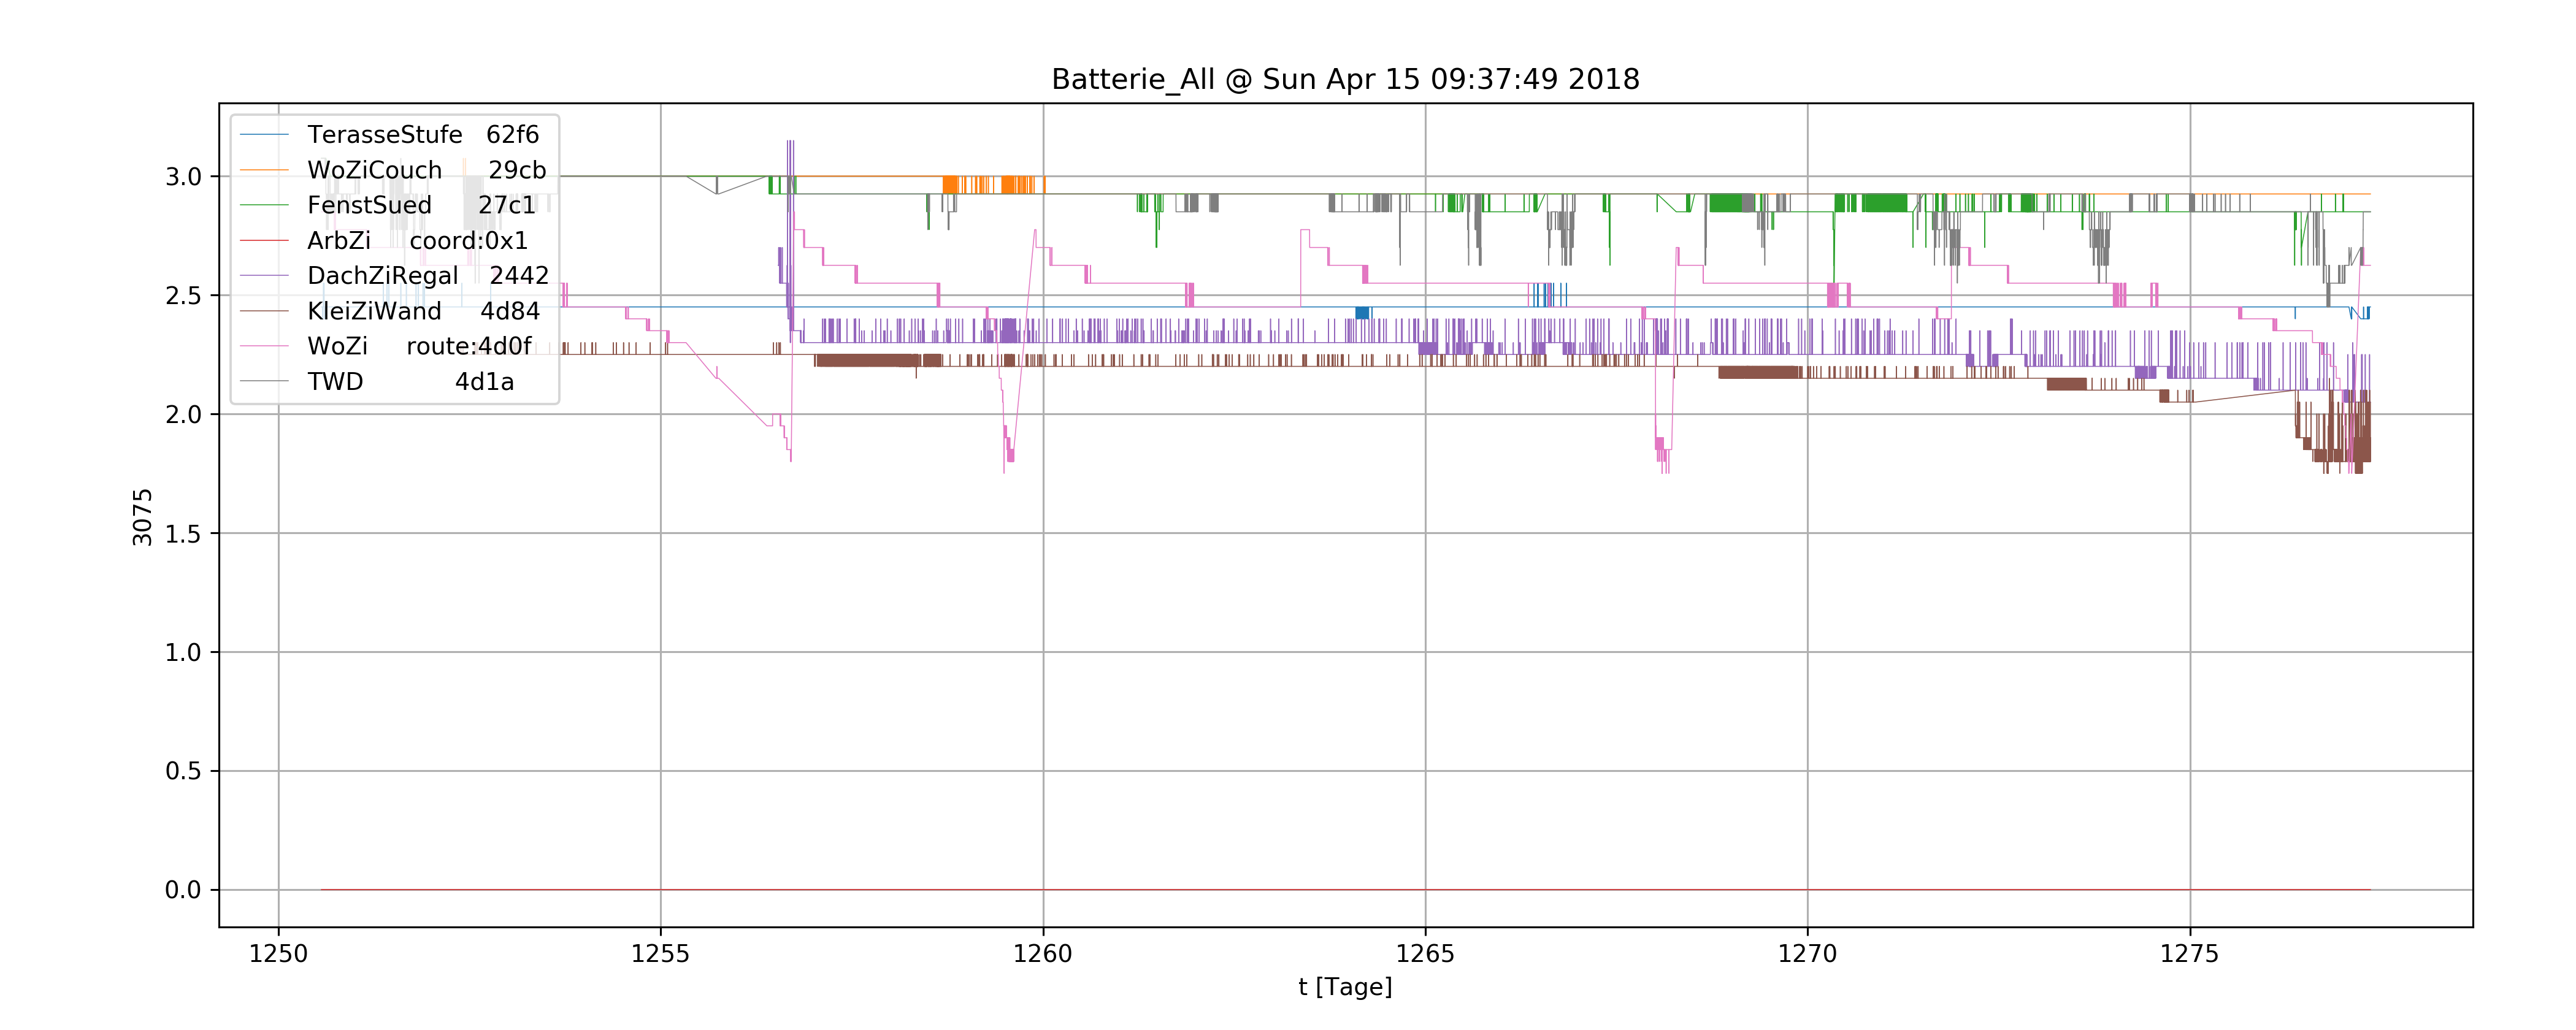 Batterie_All @ Sun Apr 15 09:37:49 2018
TerasseStufe 62f6
WoZiCouch 29cb
FenstSued 27c1
ArbZi coord:0x1
DachZiRegal 2442
KleiZiWand 4d84
WoZi route:4d0f
TWD 4d1a
3.0
2.5
2.0
1.5
1.0
0.5
0.0
3075
1250 1255 1260 1265 1270 1275
t [Tage]